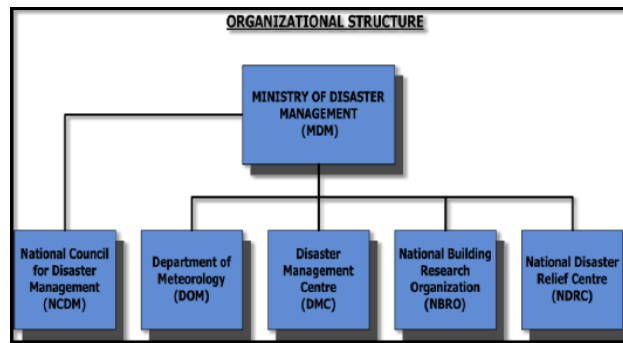 ORGANIZATIONAL STRUCTURE
MINISTRY OF DISASTER
MANAGEMENT
(MDM)
National Council
for Disaster
Management
(NCDM)
Department of
Meteorology
(DOM)
Disaster
Management
Centre
(DMC)
National Building
Research
Organization
(NBRO)
National Disaster
Relief Centre
(NDRC)